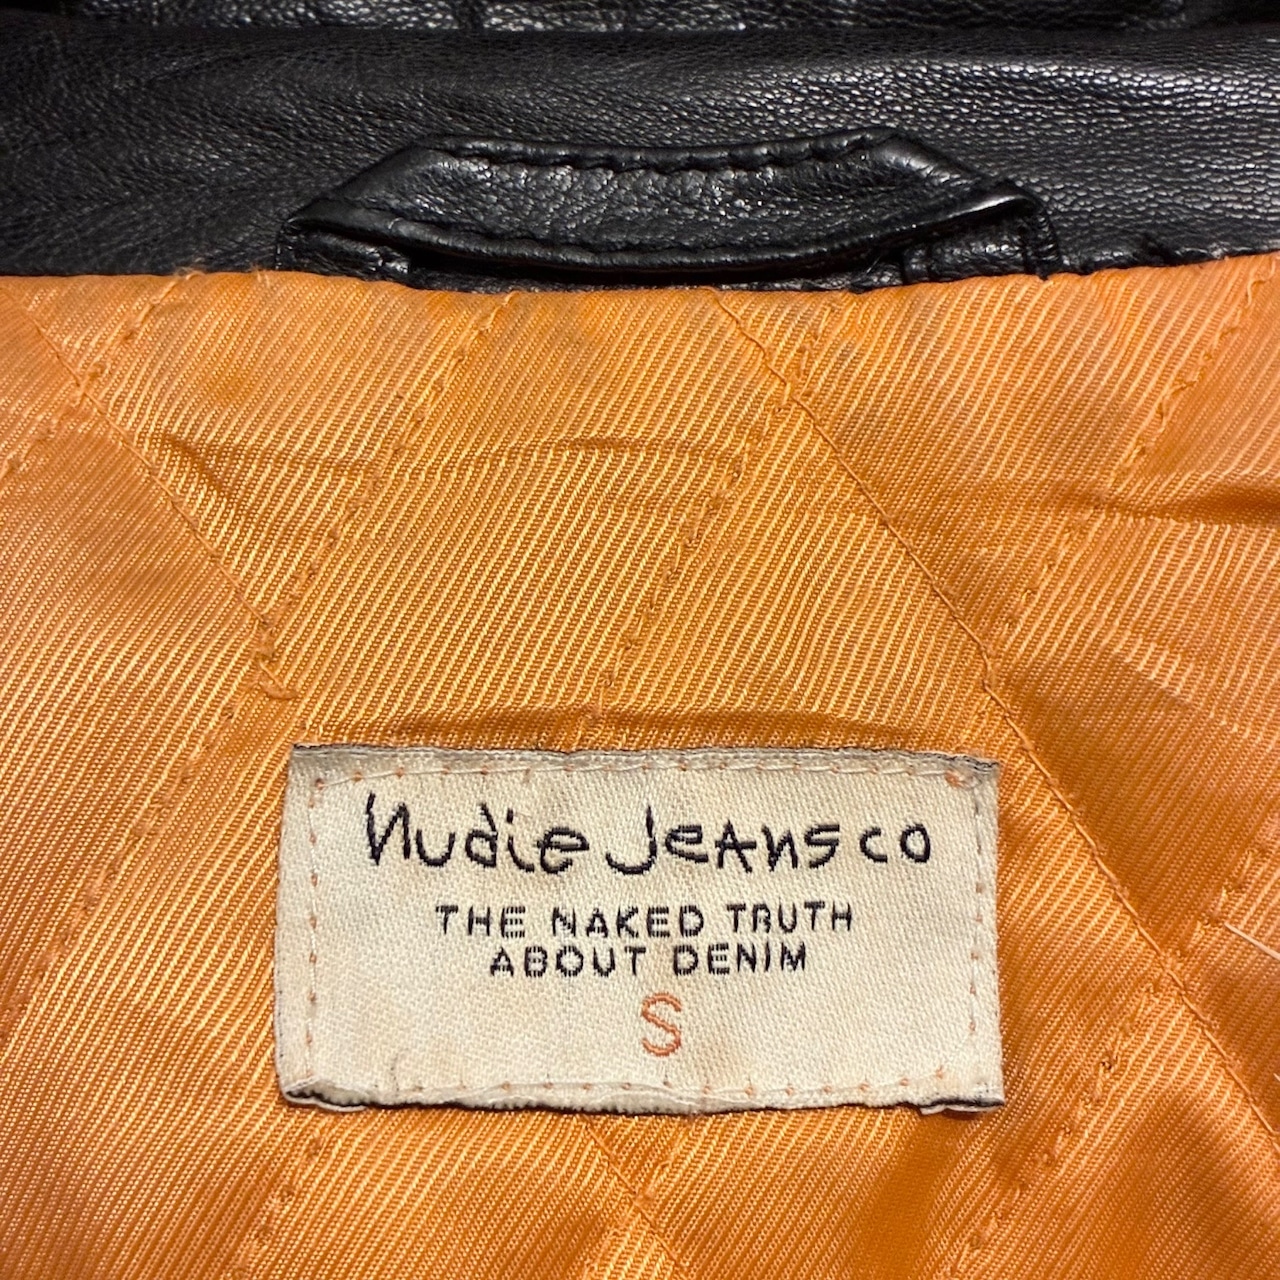 Nudie Jeans co
THE NAKED TRUTH
ABOUT DENIM
S